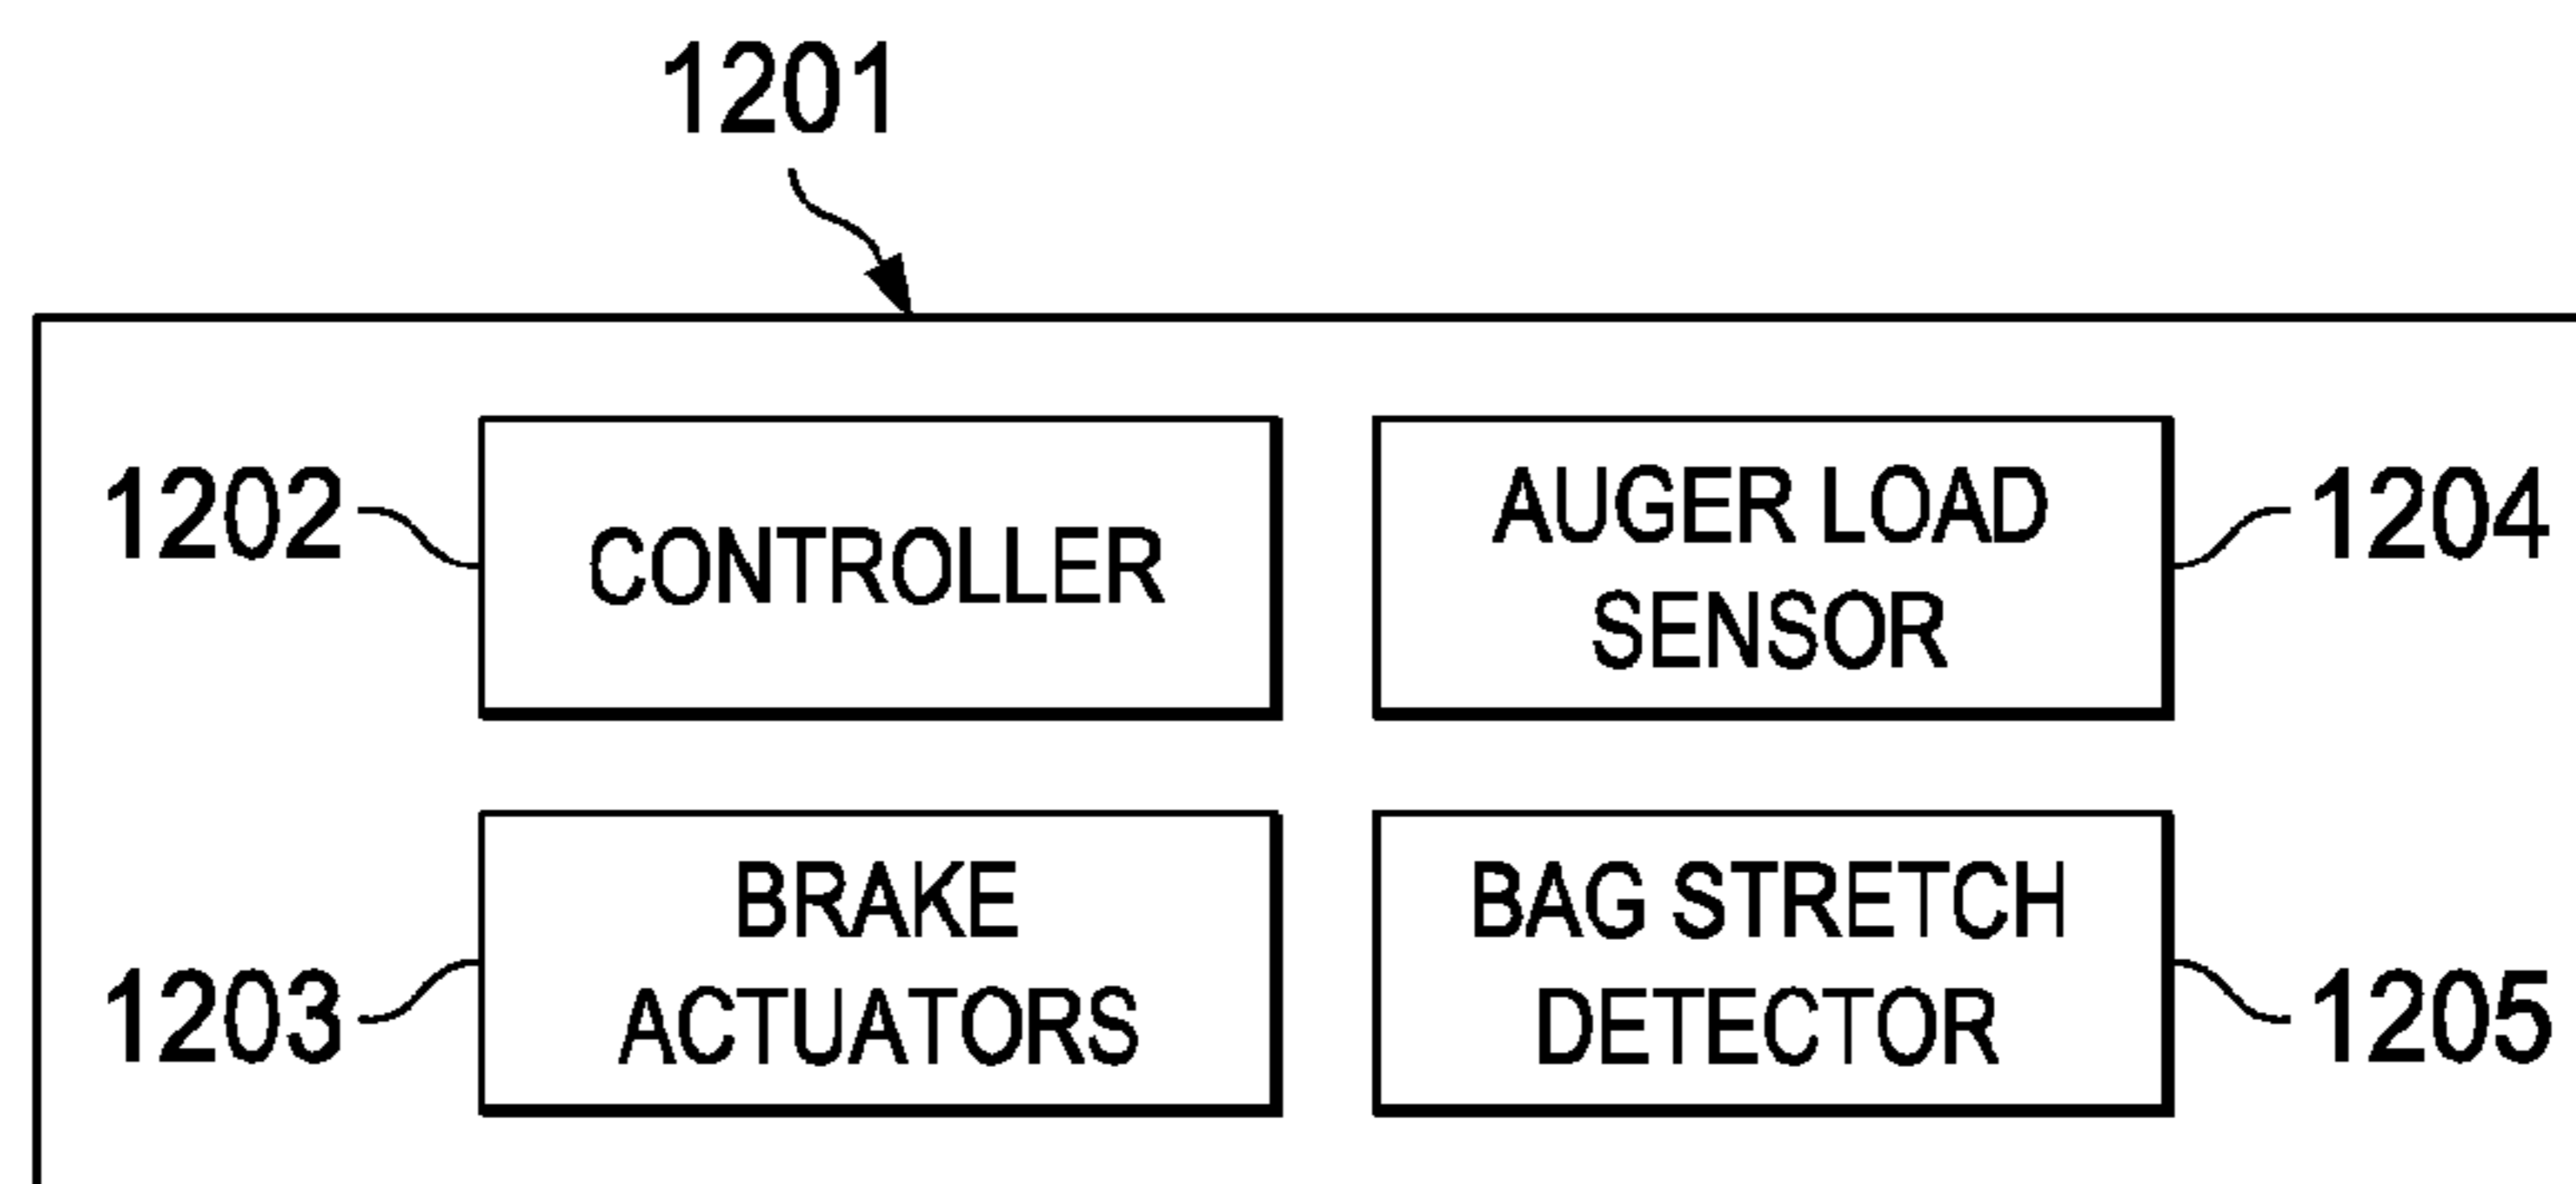 1201
1202
CONTROLLER
AUGER LOAD
SENSOR
1204
1203
BRAKE
ACTUATORS
BAG STRETCH
DETECTOR
1205